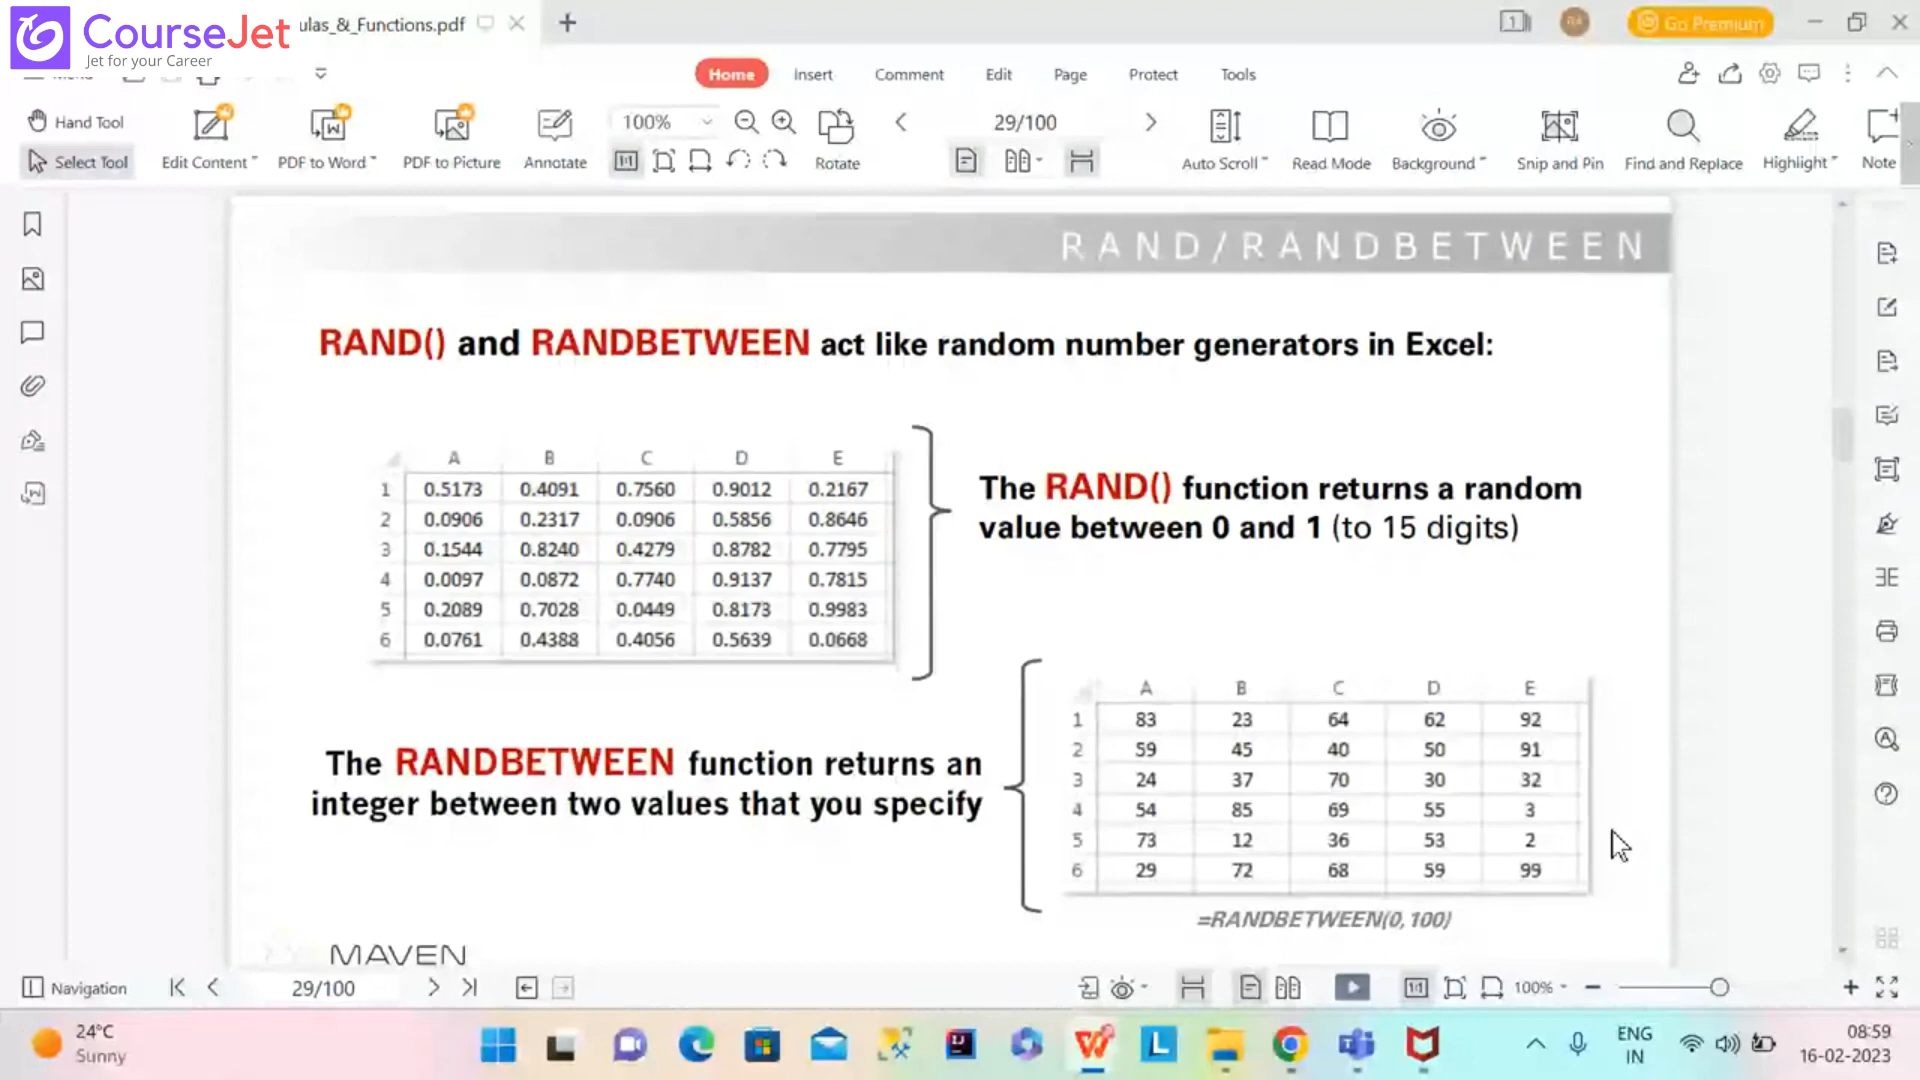 CourseJet
Jet for your Career
ulas_&_Functions.pdf
Go Premium
Home Insert Comment Edit Page Protect Tools
Hand Tool
Select Tool
Edit Content
PDF to Word
PDF to Picture
Annotate
100%
Rotate
29/100
Auto Scroll
Read Mode
Background
Snip and Pin
Find and Replace
Highlight
Note
RAND/RANDBETWEEN
RAND() and RANDBETWEEN act like random number generators in Excel:
A B C D E
1 0.5173 0.4091 0.7560 0.9012 0.2167
2 0.0906 0.2317 0.0906 0.5856 0.8646
3 0.1544 0.8240 0.4279 0.8782 0.7795
4 0.0097 0.0872 0.7740 0.9137 0.7815
5 0.2089 0.7028 0.0449 0.8173 0.9983
6 0.0761 0.4388 0.4056 0.5639 0.0668
The RAND() function returns a random
value between 0 and 1 (to 15 digits)
The RANDBETWEEN function returns an
integer between two values that you specify
A B C D E
1 83 23 64 62 92
2 59 45 40 50 91
3 24 37 70 30 32
4 54 85 69 55 3
5 73 12 36 53 2
6 29 72 68 59 99
=RANDBETWEEN(0,100)
MAVEN
Navigation
29/100
100%
24°C
Sunny
ENG
IN
08:59
16-02-2023